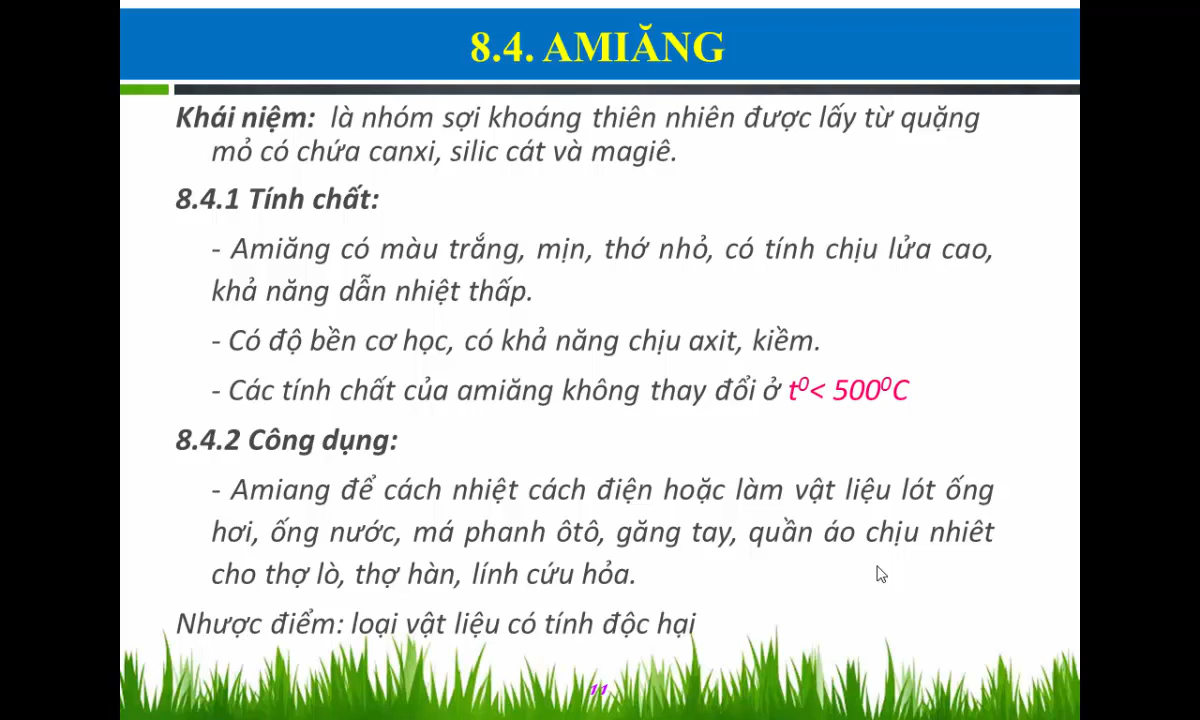 8.4. AMIĂNG
Khái niệm: là nhóm sợi khoáng thiên nhiên được lấy từ quặng
mỏ có chứa canxi, silic cát và magiê.
8.4.1 Tính chất:
- Amiăng có màu trắng, mịn, thớ nhỏ, có tính chịu lửa cao,
khả năng dẫn nhiệt thấp.
- Có độ bền cơ học, có khả năng chịu axit, kiềm.
- Các tính chất của amiăng không thay đổi ở t⁰< 500⁰C
8.4.2 Công dụng:
- Amiang để cách nhiệt cách điện hoặc làm vật liệu lót ống
hơi, ống nước, má phanh ôtô, găng tay, quần áo chịu nhiêt
cho thợ lò, thợ hàn, lính cứu hỏa.
Nhược điểm: loại vật liệu có tính độc hại
11